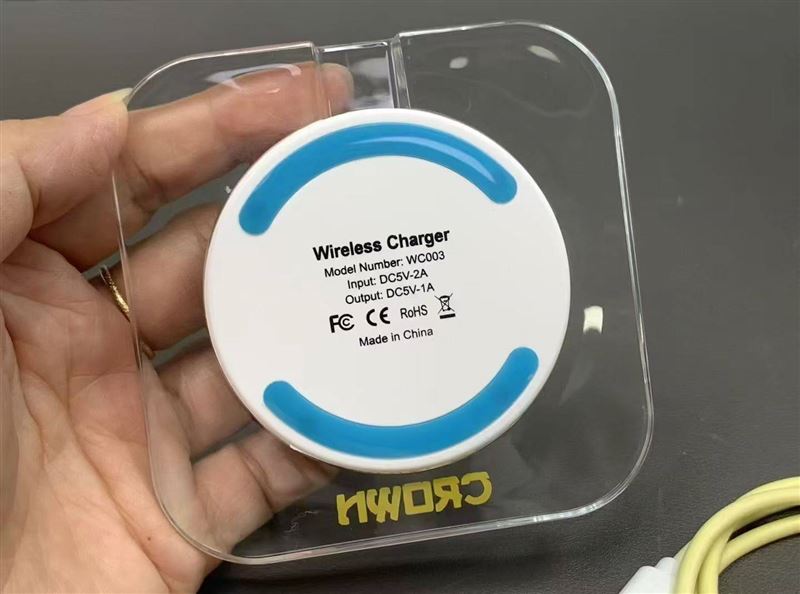 Wireless Charger
Model Number: WC003
Input: DC5V-2A
Output: DC5V-1A
FC CE RoHS
Made in China
CROWN